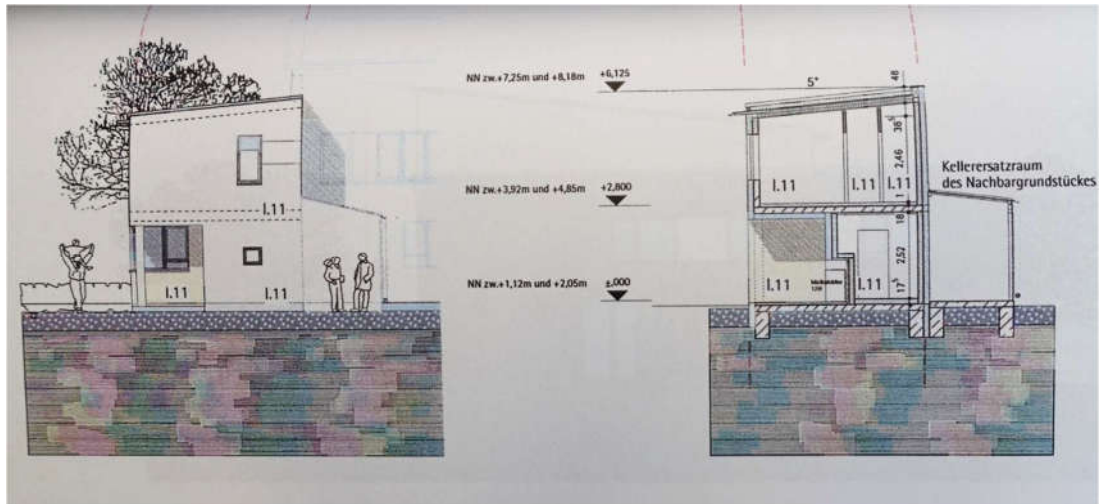 NN zw.+7,25m und +8,18m +6,125
5°
48
38⁵
2,46
I.11 I.11 I.11
Kellerersatzraum
des Nachbargrundstückes
NN zw.+3,92m und +4,85m +2,800
I.11
18
2,52
I.11 I.11
NN zw.+1,12m und +2,05m ±,000
I.11 I.11
17⁵